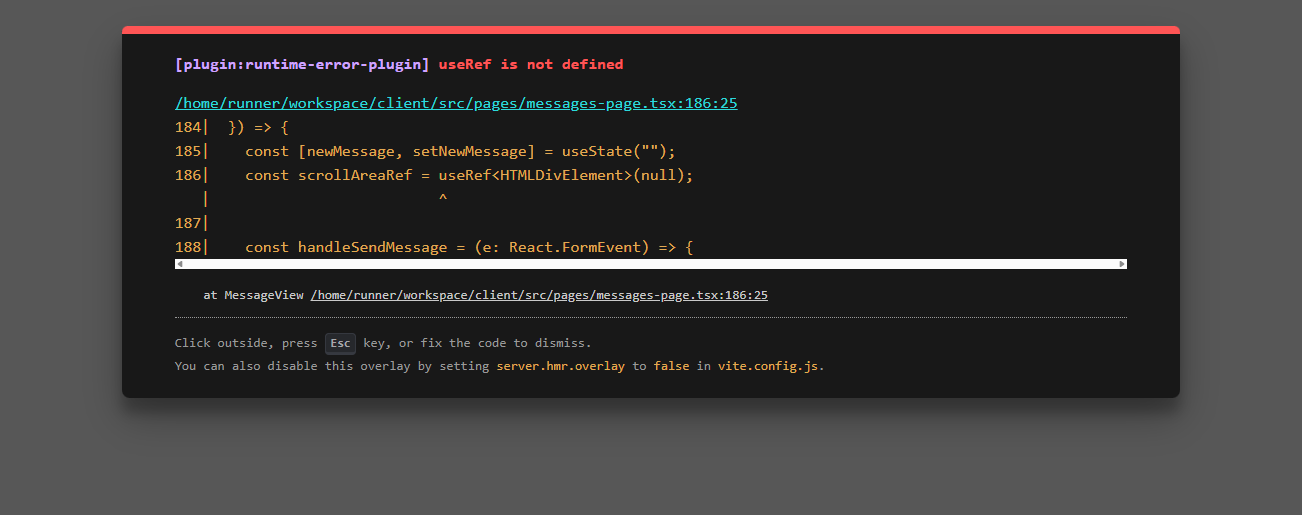 [plugin:runtime-error-plugin] useRef is not defined
/home/runner/workspace/client/src/pages/messages-page.tsx:186:25
184|  }) => {
185|    const [newMessage, setNewMessage] = useState("");
186|    const scrollAreaRef = useRef<HTMLDivElement>(null);
   |                          ^
187|
188|    const handleSendMessage = (e: React.FormEvent) => {
at MessageView /home/runner/workspace/client/src/pages/messages-page.tsx:186:25
Click outside, press Esc key, or fix the code to dismiss.
You can also disable this overlay by setting server.hmr.overlay to false in vite.config.js.